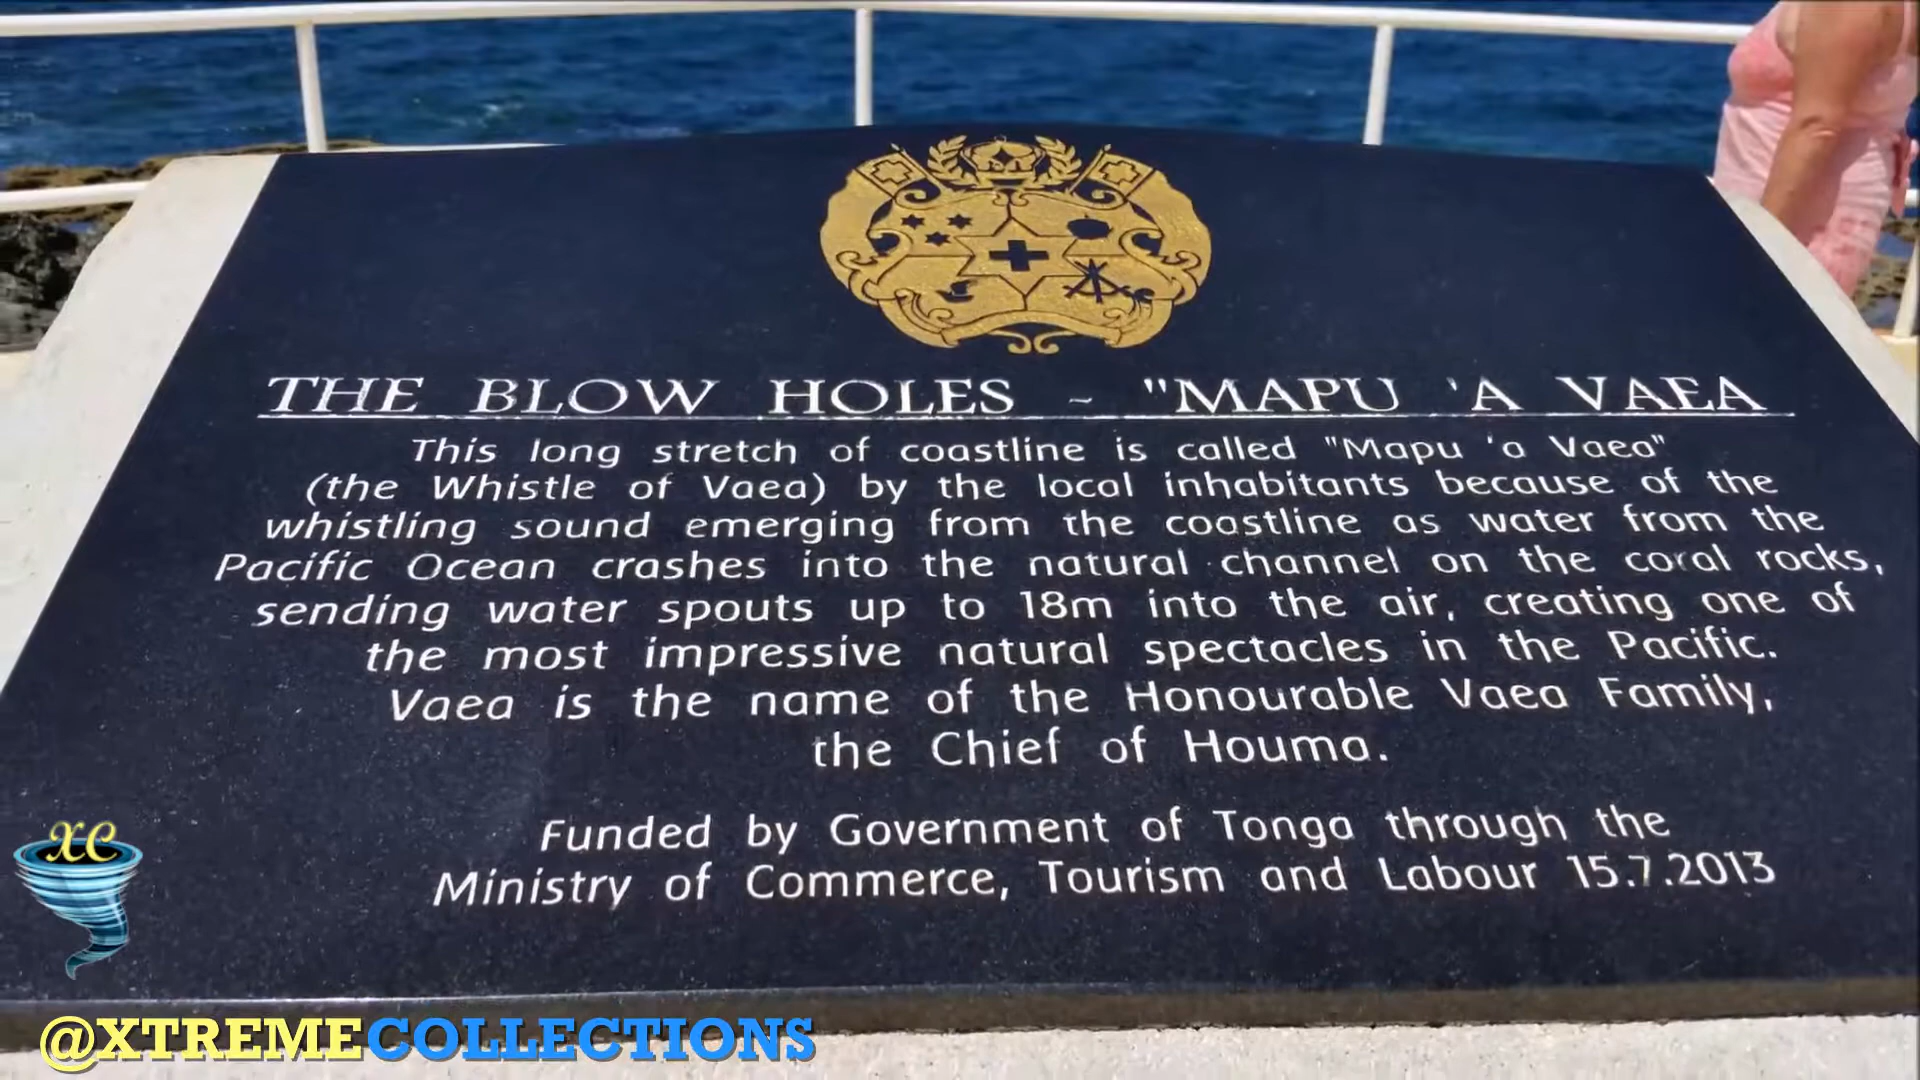 THE BLOW HOLES ~ "MAPU 'A VAEA
This long stretch of coastline is called "Mapu 'a Vaea"
(the Whistle of Vaea) by the local inhabitants because of the
whistling sound emerging from the coastline as water from the
Pacific Ocean crashes into the natural channel on the coral rocks,
sending water spouts up to 18m into the air, creating one of
the most impressive natural spectacles in the Pacific.
Vaea is the name of the Honourable Vaea Family,
the Chief of Houma.
Funded by Government of Tonga through the
Ministry of Commerce, Tourism and Labour 15.7.2013
XC
@XTREMECOLLECTIONS